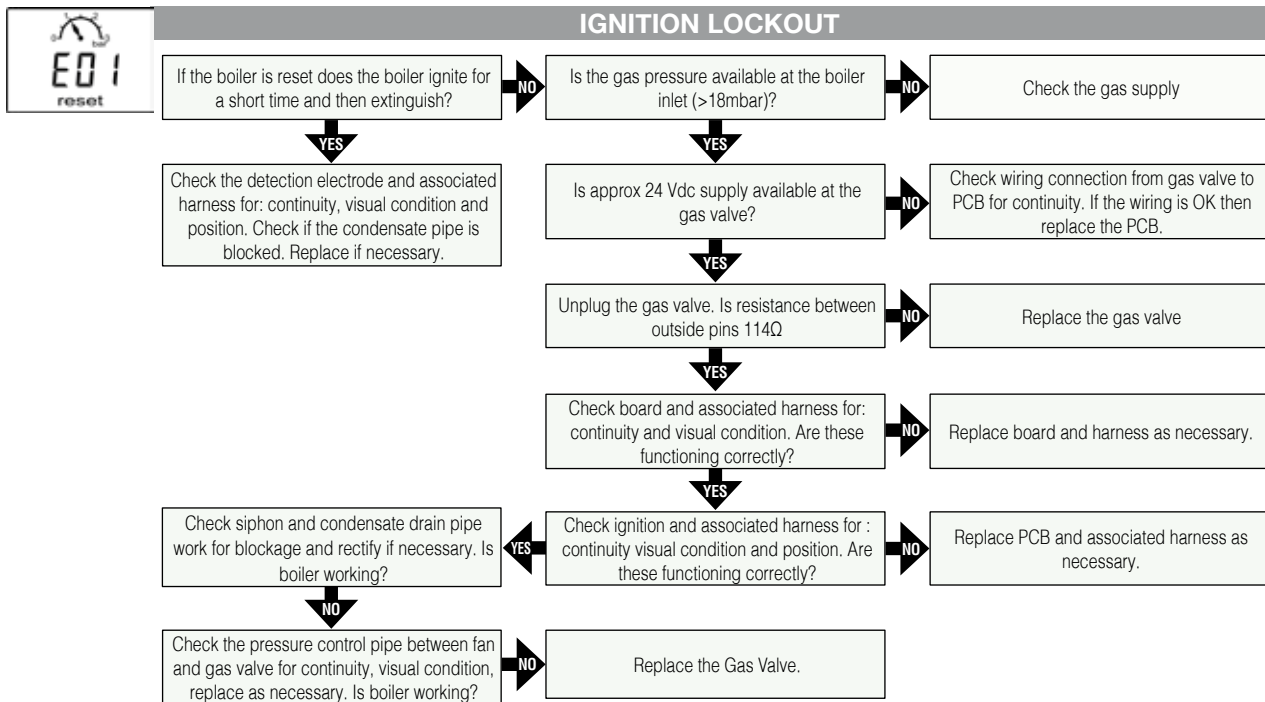 bar
E01
reset
IGNITION LOCKOUT
If the boiler is reset does the boiler ignite for
a short time and then extinguish?
NO
Is the gas pressure available at the boiler
inlet (>18mbar)?
NO
Check the gas supply
YES
YES
Check the detection electrode and associated
harness for: continuity, visual condition and
position. Check if the condensate pipe is
blocked. Replace if necessary.
Is approx 24 Vdc supply available at the
gas valve?
NO
Check wiring connection from gas valve to
PCB for continuity. If the wiring is OK then
replace the PCB.
YES
Unplug the gas valve. Is resistance between
outside pins 114Ω
NO
Replace the gas valve
YES
Check board and associated harness for:
continuity and visual condition. Are these
functioning correctly?
NO
Replace board and harness as necessary.
YES
Check siphon and condensate drain pipe
work for blockage and rectify if necessary. Is
boiler working?
YES
Check ignition and associated harness for :
continuity visual condition and position. Are
these functioning correctly?
NO
Replace PCB and associated harness as
necessary.
NO
Check the pressure control pipe between fan
and gas valve for continuity, visual condition,
replace as necessary. Is boiler working?
NO
Replace the Gas Valve.